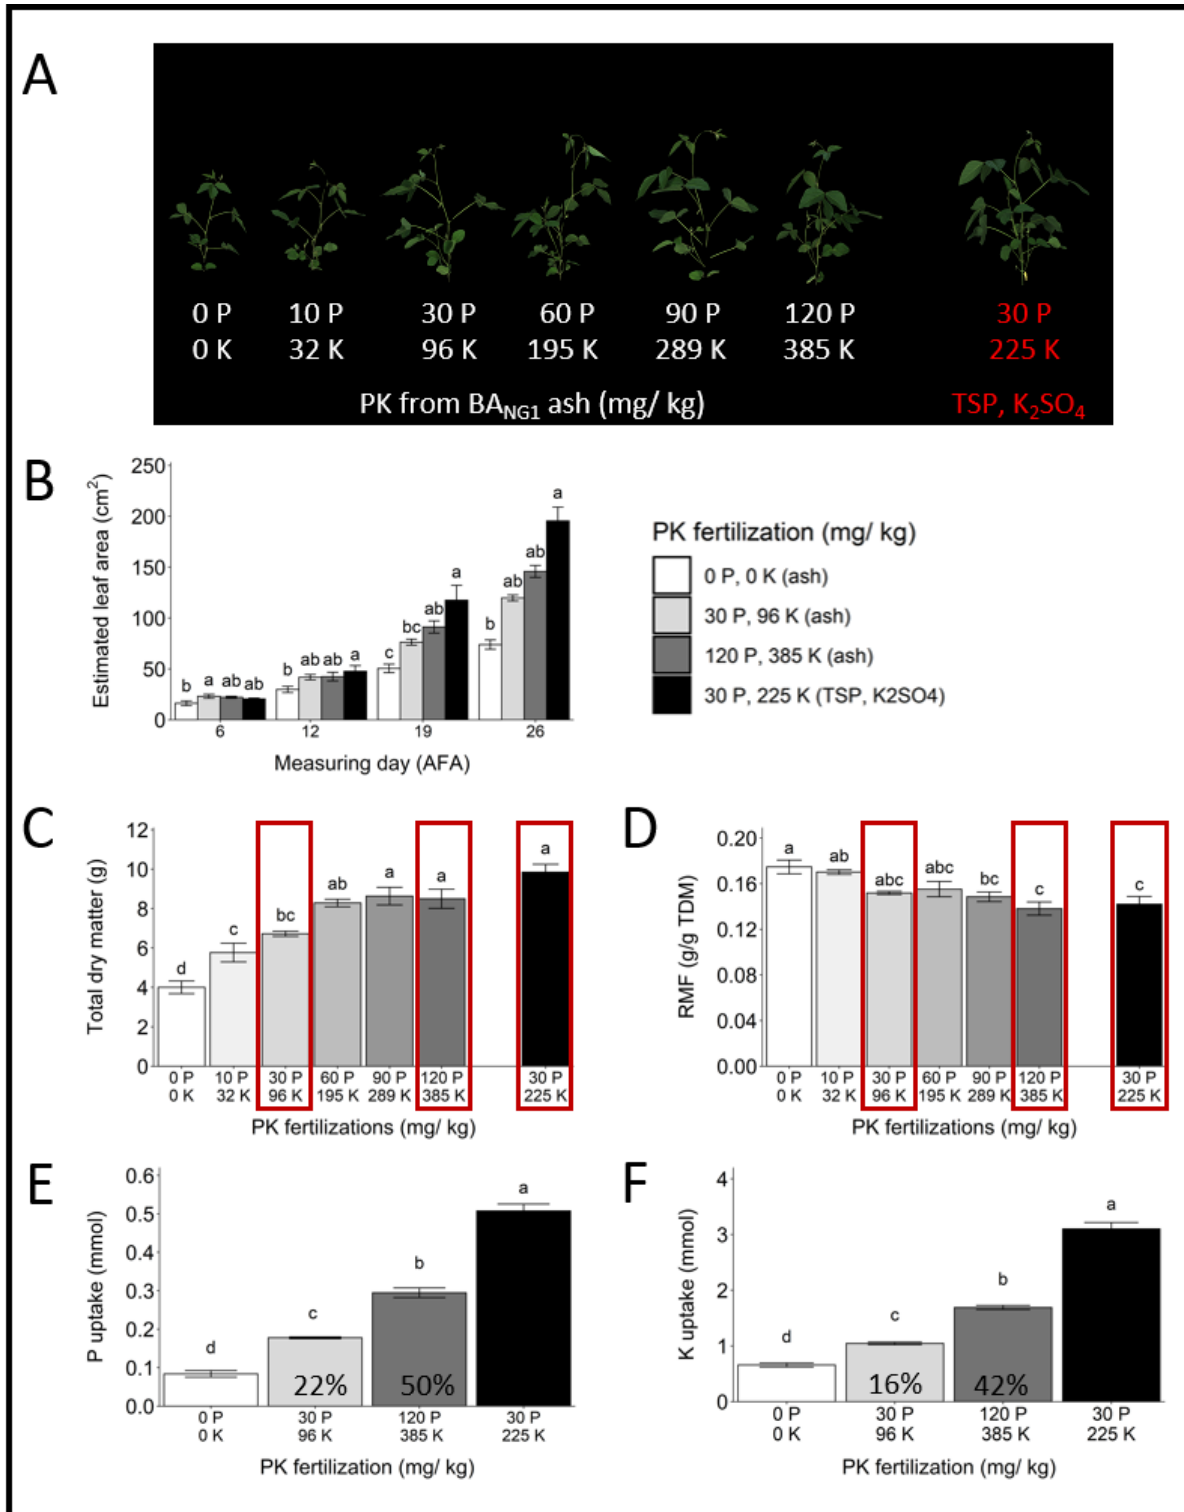 A
0 P 10 P 30 P 60 P 90 P 120 P 30 P
0 K 32 K 96 K 195 K 289 K 385 K 225 K
PK from BA_NG1 ash (mg/ kg) TSP, K₂SO₄
B
Estimated leaf area (cm²)
250
200
150
100
50
0
b a ab ab
b ab ab a
c bc ab a
b ab ab a
6 12 19 26
Measuring day (AFA)
PK fertilization (mg/ kg)
0 P, 0 K (ash)
30 P, 96 K (ash)
120 P, 385 K (ash)
30 P, 225 K (TSP, K2SO4)
C
Total dry matter (g)
12
10
8
6
4
2
0
d c bc ab a a a
0 P 10 P 30 P 60 P 90 P 120 P 30 P
0 K 32 K 96 K 195 K 289 K 385 K 225 K
PK fertilizations (mg/ kg)
D
RMF (g/g TDM)
0.20
0.16
0.12
0.08
0.04
0.00
a ab abc abc bc c c
0 P 10 P 30 P 60 P 90 P 120 P 30 P
0 K 32 K 96 K 195 K 289 K 385 K 225 K
PK fertilizations (mg/ kg)
E
P uptake (mmol)
0.6
0.5
0.3
0.2
0.1
0.0
d c b a
22% 50%
0 P 30 P 120 P 30 P
0 K 96 K 385 K 225 K
PK fertilization (mg/ kg)
F
K uptake (mmol)
4
3
2
1
0
d c b a
16% 42%
0 P 30 P 120 P 30 P
0 K 96 K 385 K 225 K
PK fertilization (mg/ kg)